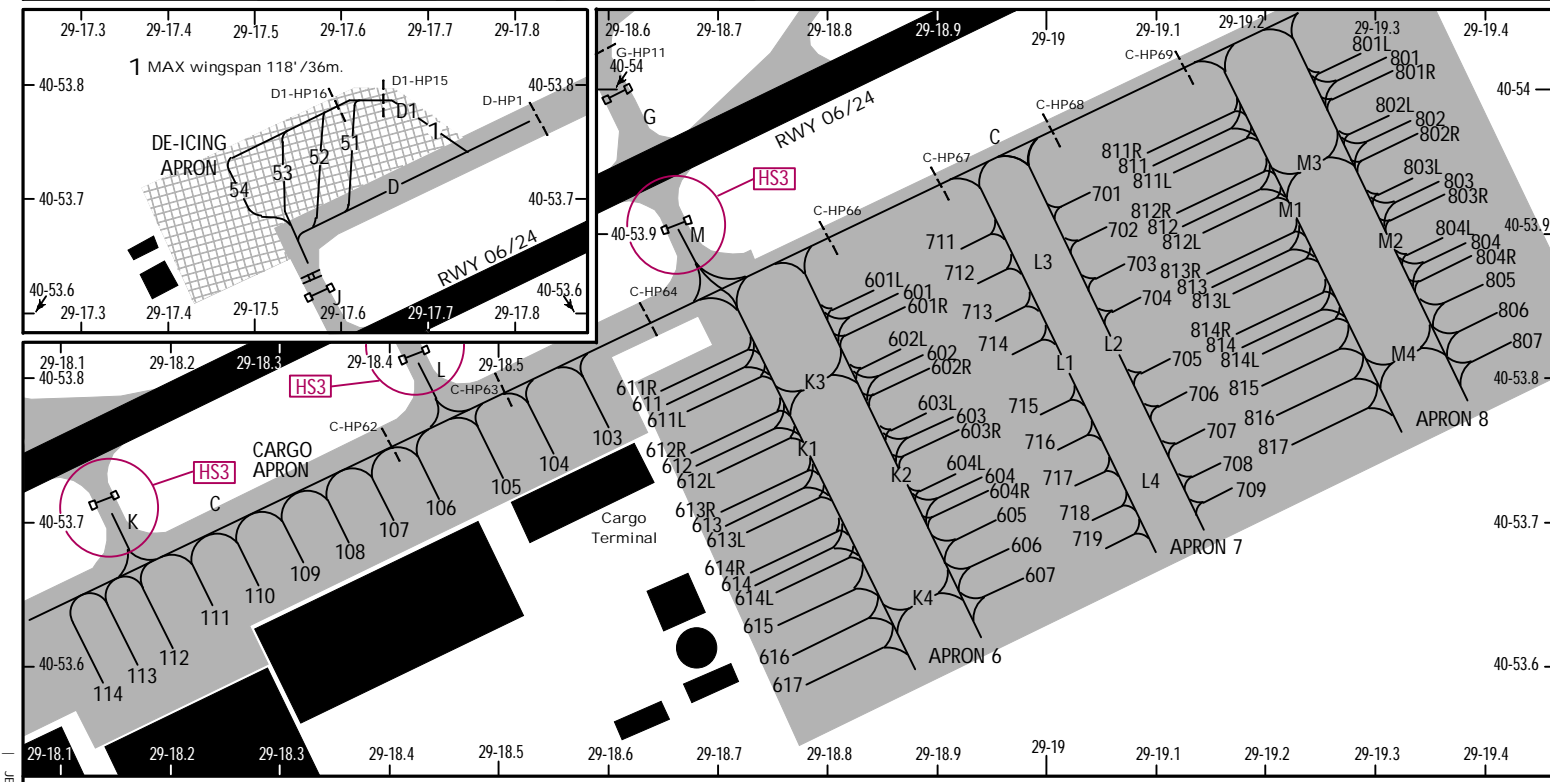 29-17.3
29-17.4
29-17.5
29-17.6
29-17.7
29-17.8
1 MAX wingspan 118'/36m.
40-53.8
40-53.8
D1-HP16
D1-HP15
D-HP1
D1
1
DE-ICING
APRON
51
52
53
54
D
40-53.7
40-53.7
RWY 06/24
J
40-53.6
40-53.6
29-17.3
29-17.4
29-17.5
29-17.6
29-17.7
29-17.8
29-18.6
29-18.7
29-18.8
29-18.9
29-19
29-19.1
29-19.2
29-19.3
29-19.4
G-HP11
40-54
G
40-54
RWY 06/24
HS3
M
40-53.9
40-53.9
C
C-HP64
C-HP66
C-HP67
C-HP68
C-HP69
29-18.1
29-18.2
29-18.3
29-18.4
29-18.5
40-53.8
40-53.8
HS3
L
C-HP63
C-HP62
CARGO
APRON
HS3
K
C
40-53.7
40-53.7
40-53.6
40-53.6
103
104
105
106
107
108
109
110
111
112
113
114
Cargo
Terminal
601L
601
601R
602L
602
602R
603L
603
603R
604L
604
604R
605
606
607
611R
611
611L
612R
612
612L
613R
613
613L
614R
614
614L
615
616
617
K3
K1
K2
K4
APRON 6
701
702
703
704
705
706
707
708
709
711
712
713
714
715
716
717
718
719
L3
L2
L1
L4
APRON 7
801L
801
801R
802L
802
802R
803L
803
803R
804L
804
804R
805
806
807
811R
811
811L
812R
812
812L
813R
813
813L
814R
814
814L
815
816
817
M3
M1
M2
M4
APRON 8
29-18.1
29-18.2
29-18.4
29-18.5
29-18.6
29-18.7
29-18.8
29-18.9
29-19
29-19.1
29-19.2
29-19.3
29-19.4